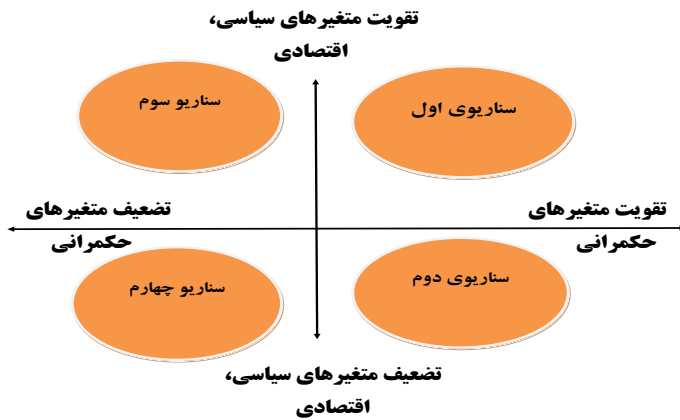 تقویت متغیرهای سیاسی،
اقتصادی
سناریوی اول
سناریو سوم
تقویت متغیرهای
حکمرانی
تضعیف متغیرهای
حکمرانی
سناریوی دوم
سناریو چهارم
تضعیف متغیرهای سیاسی،
اقتصادی